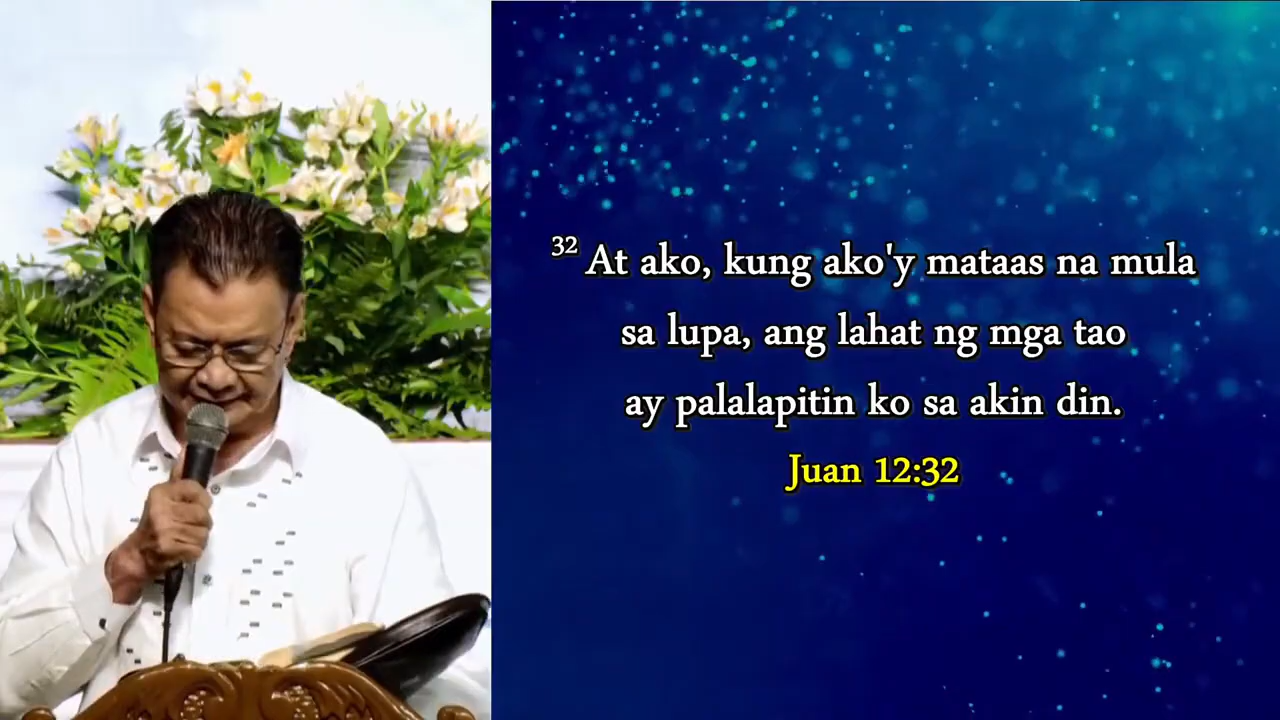 32 At ako, kung ako'y mataas na mula
sa lupa, ang lahat ng mga tao
ay palalapitin ko sa akin din.
Juan 12:32